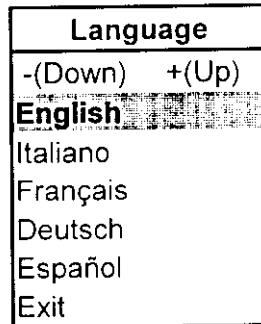 Language
-(Down) +(Up)
English
Italiano
Français
Deutsch
Español
Exit